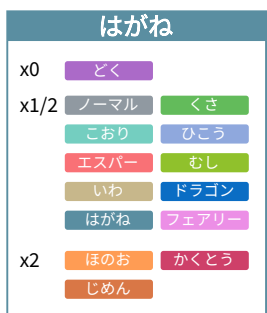 はがね
x0 どく
x1/2 ノーマル くさ
こおり ひこう
エスパー むし
いわ ドラゴン
はがね フェアリー
x2 ほのお かくとう
じめん